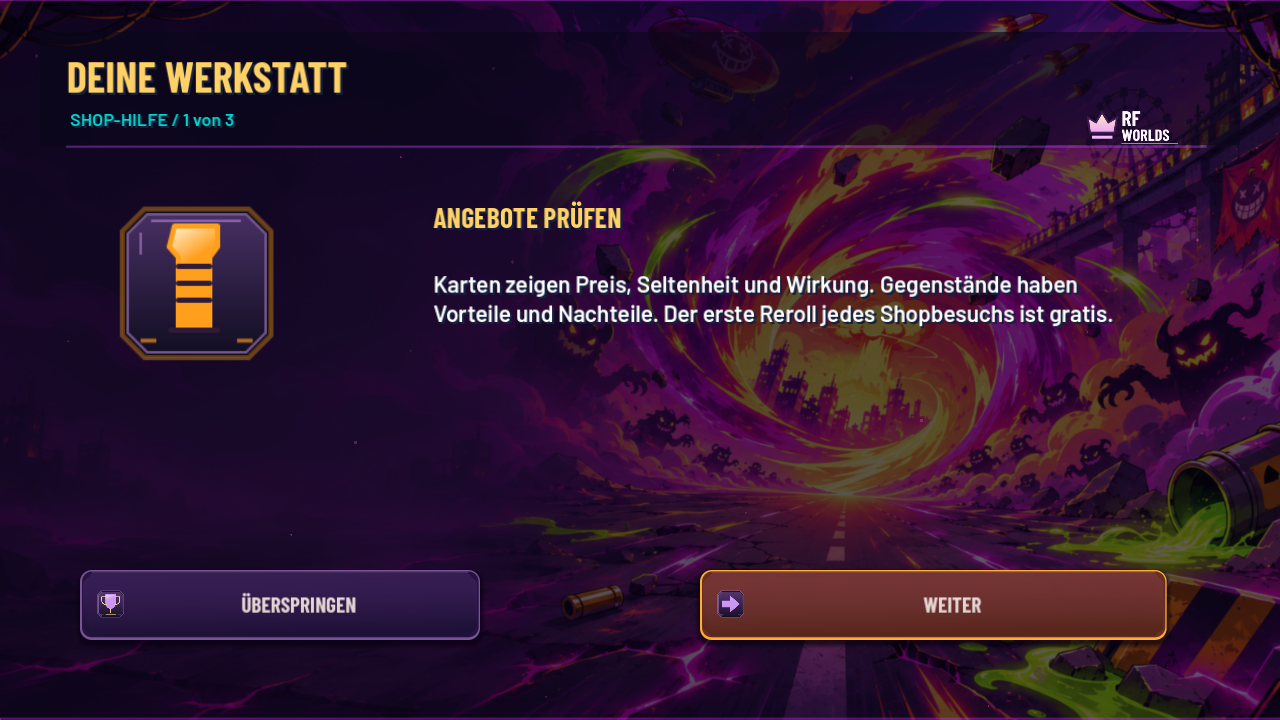 DEINE WERKSTATT
SHOP-HILFE / 1 von 3
RF
WORLDS
ANGEBOTE PRÜFEN
Karten zeigen Preis, Seltenheit und Wirkung. Gegenstände haben
Vorteile und Nachteile. Der erste Reroll jedes Shopbesuchs ist gratis.
ÜBERSPRINGEN
WEITER